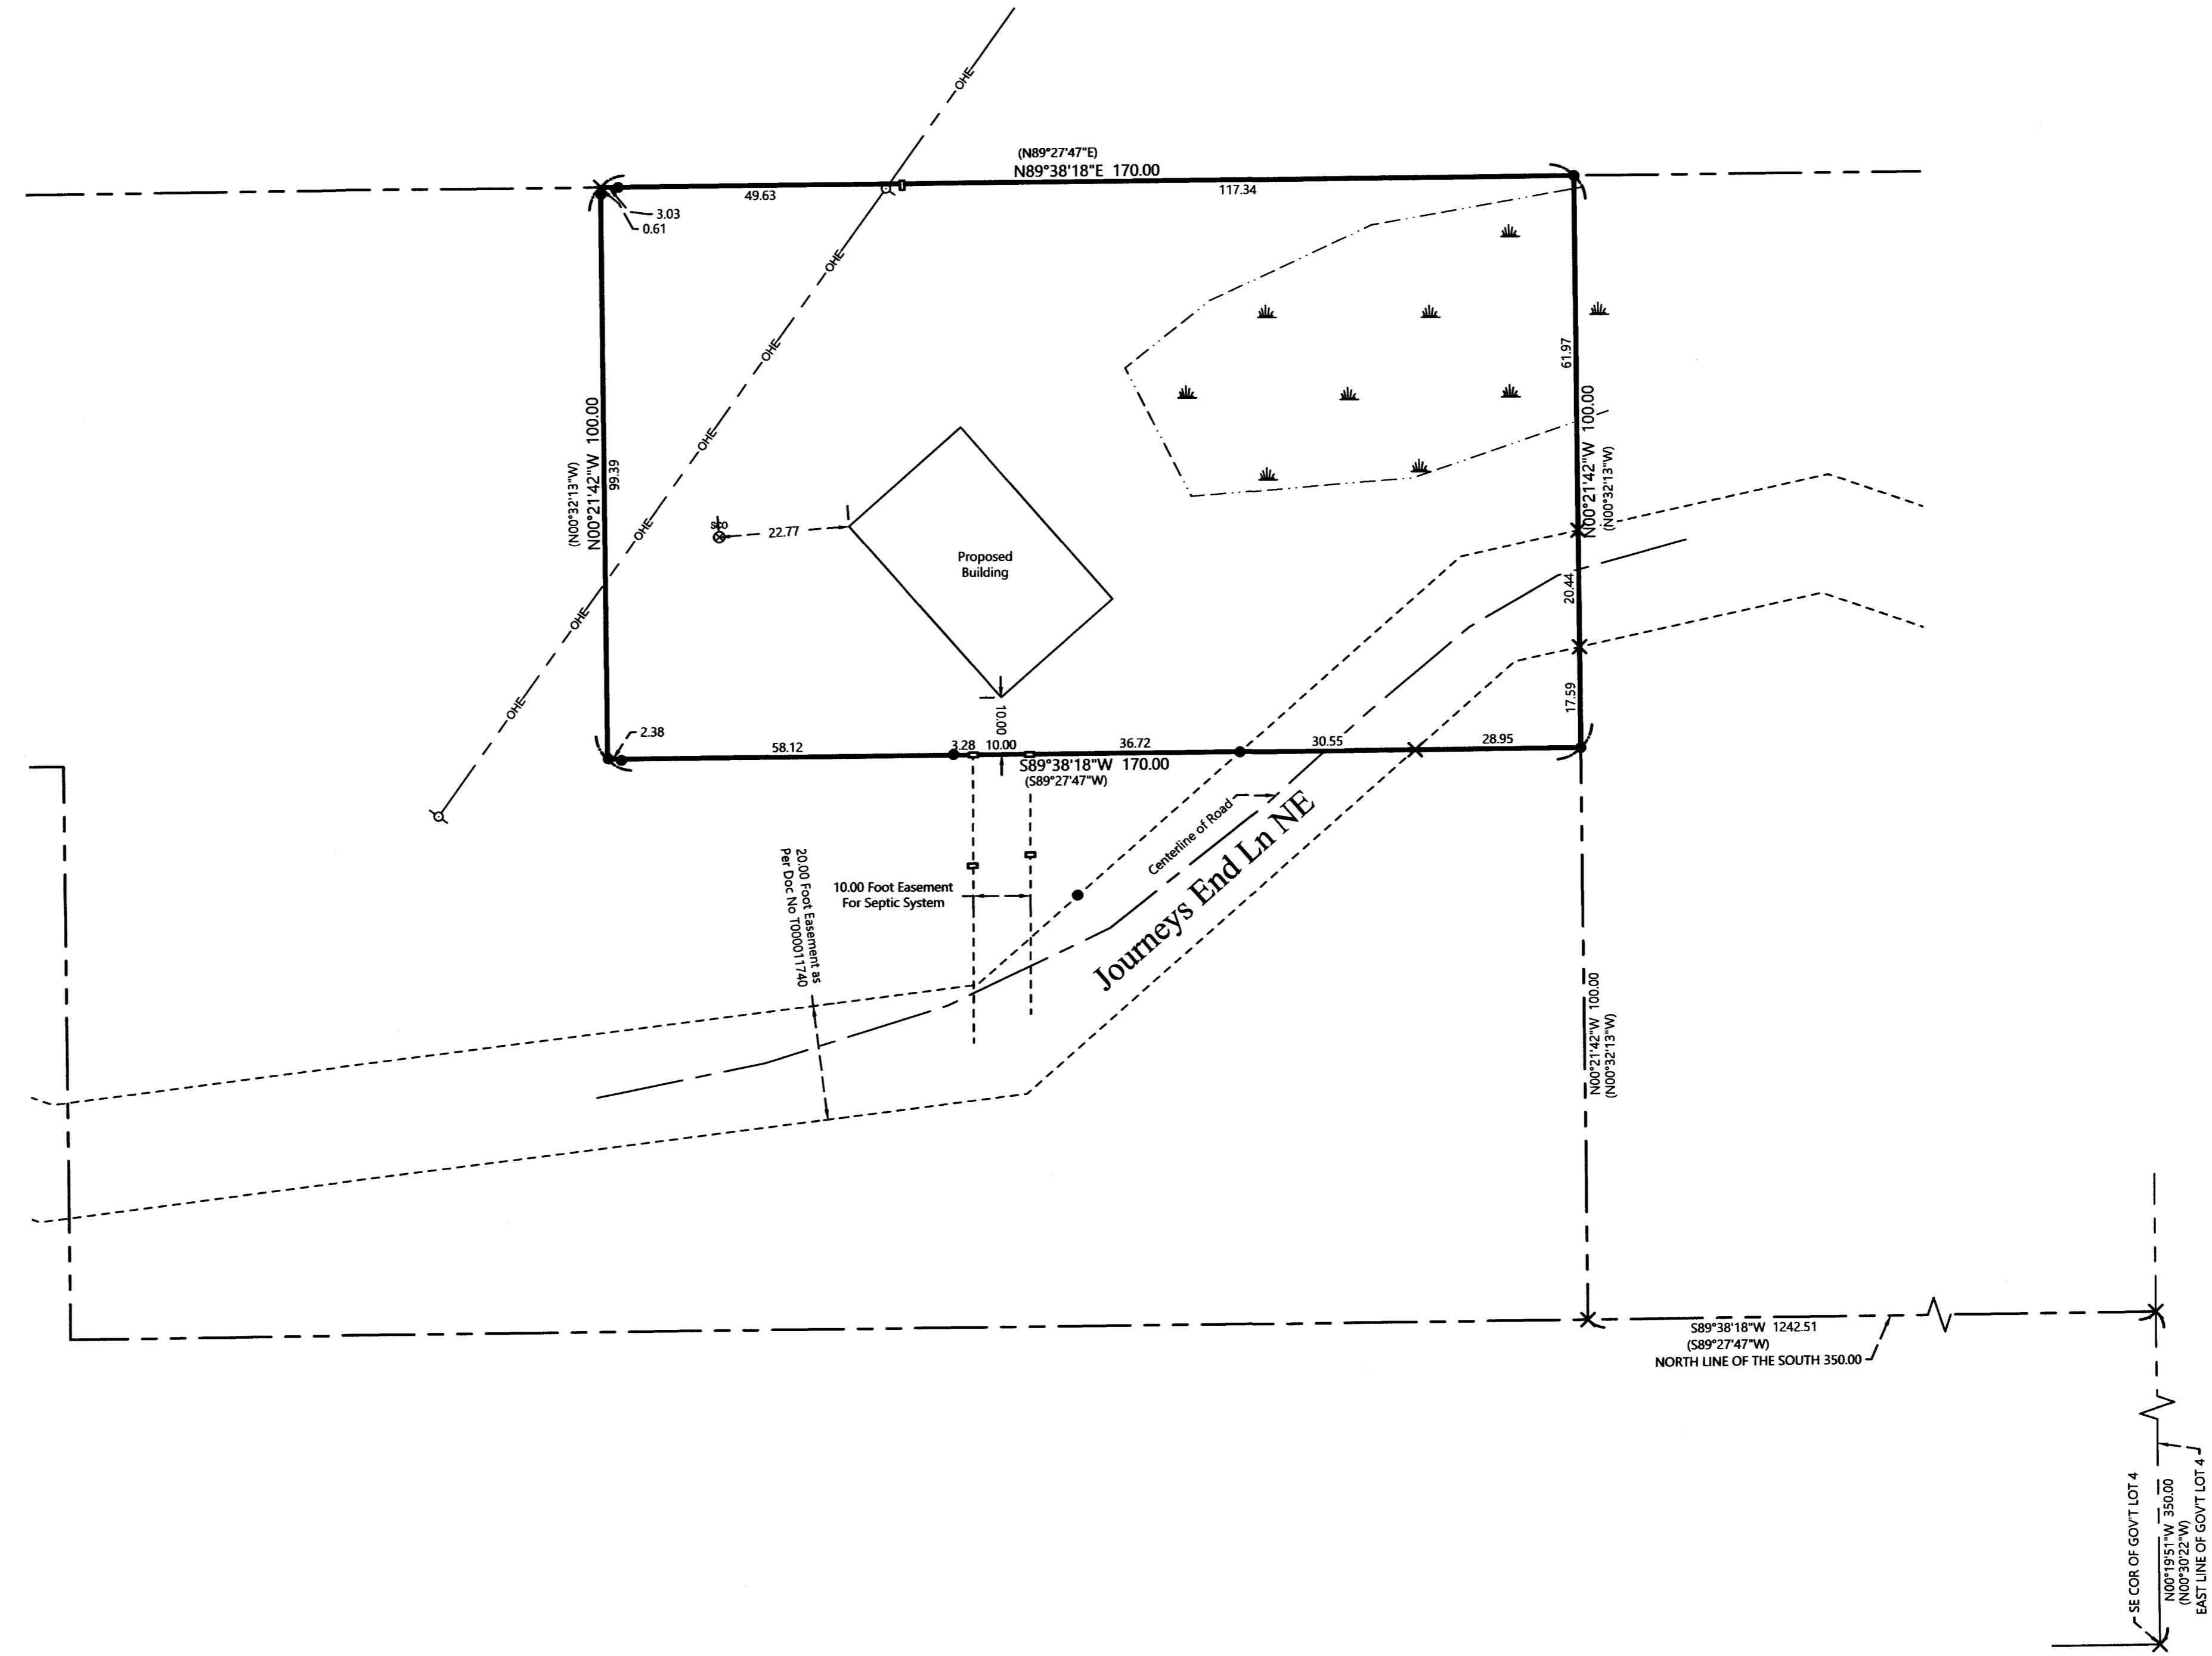 OHE
(N89°27'47"E)
N89°38'18"E 170.00
49.63
117.34
3.03
0.61
OHE
OHE
61.97
(N00°32'13"W)
N00°21'42"W 100.00
99.39
OHE
N00°21'42"W 100.00
(N00°32'13"W)
SCO
22.77
OHE
Proposed
Building
20.44
OHE
OHE
17.59
10.00
2.38
58.12
3.28
10.00
36.72
30.55
28.95
S89°38'18"W 170.00
(S89°27'47"W)
Centerline of Road
Journeys End Ln NE
20.00 Foot Easement as
Per Doc No T000011740
10.00 Foot Easement
For Septic System
N00°21'42"W 100.00
(N00°32'13"W)
S89°38'18"W 1242.51
(S89°27'47"W)
NORTH LINE OF THE SOUTH 350.00
SE COR OF GOV'T LOT 4
N00°19'51"W 350.00
(N00°30'22"W)
EAST LINE OF GOV'T LOT 4